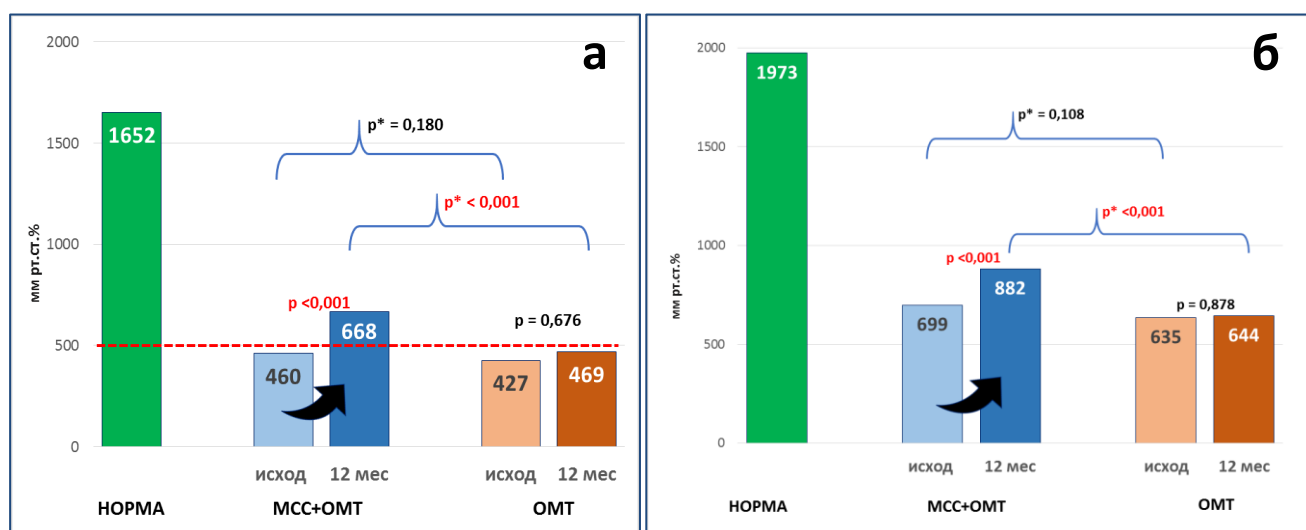 а
2000
1500
1000
500
0
мм рт.ст.%
1652
p* = 0,180
p* < 0,001
p <0,001
668
460
p = 0,676
427
469
исход 12 мес исход 12 мес
НОРМА МСС+ОМТ ОМТ
б
2000
1500
1000
500
0
мм рт.ст.%
1973
p* = 0,108
p* <0,001
p <0,001
882
699
p = 0,878
635
644
исход 12 мес исход 12 мес
НОРМА МСС+ОМТ ОМТ